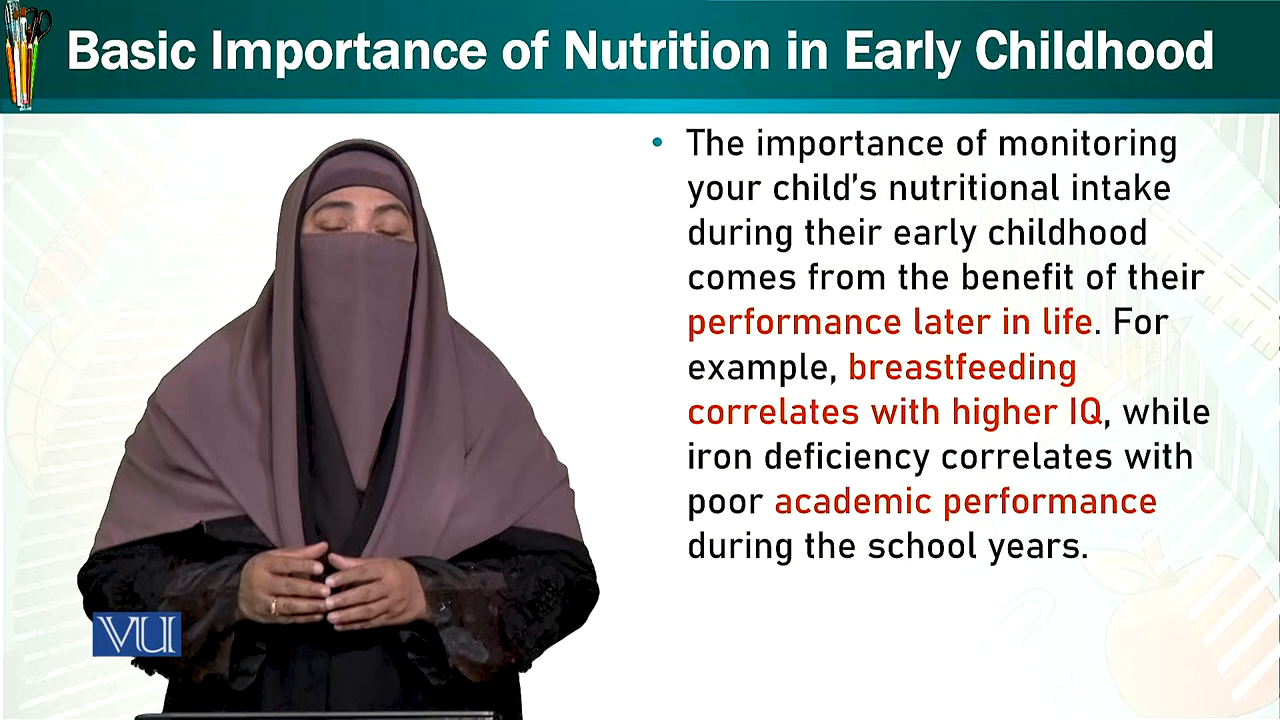 Basic Importance of Nutrition in Early Childhood
• The importance of monitoring
your child's nutritional intake
during their early childhood
comes from the benefit of their
performance later in life. For
example, breastfeeding
correlates with higher IQ, while
iron deficiency correlates with
poor academic performance
during the school years.
VU